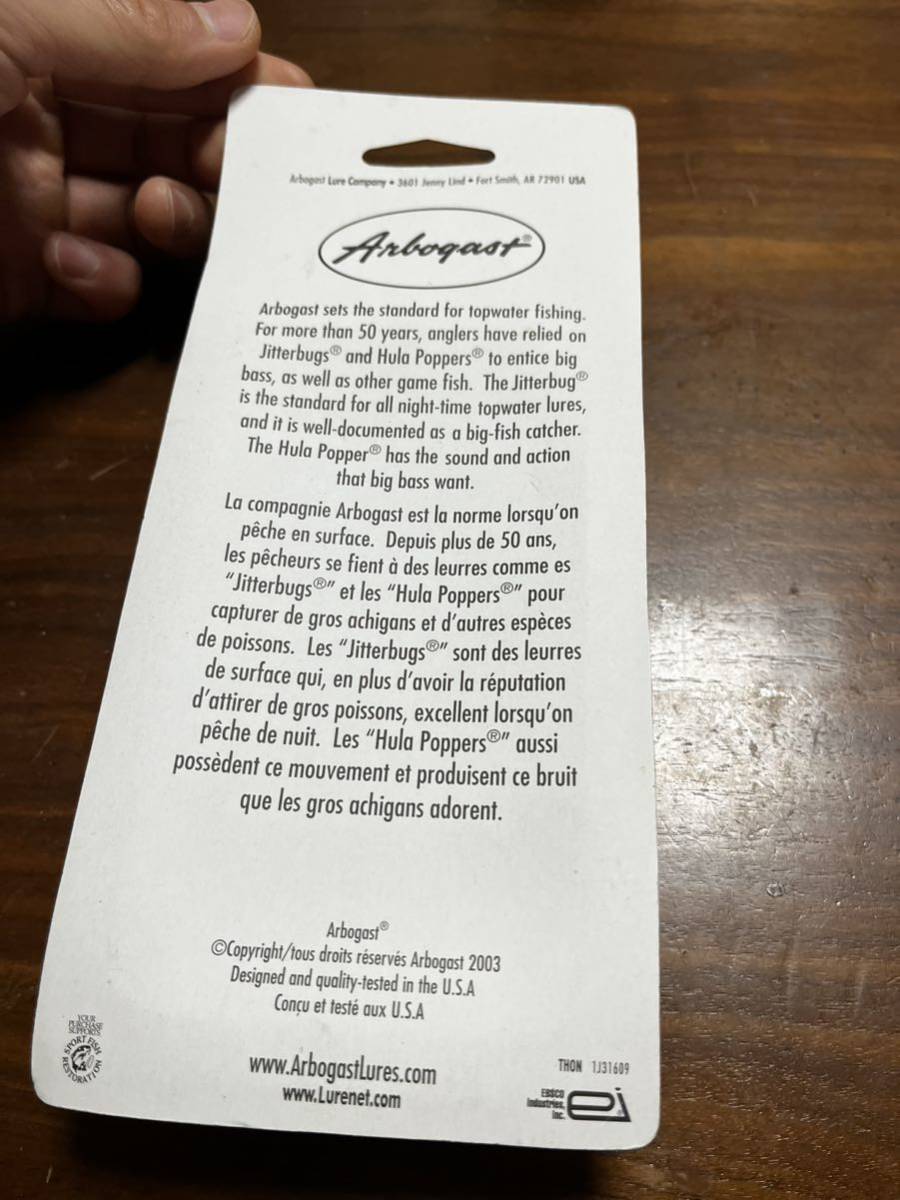 Arbogast Lure Company • 3601 Jenny Lind • Fort Smith, AR 72901 USA
Arbogast®
Arbogast sets the standard for topwater fishing.
For more than 50 years, anglers have relied on
Jitterbugs® and Hula Poppers® to entice big
bass, as well as other game fish. The Jitterbug®
is the standard for all night-time topwater lures,
and it is well-documented as a big-fish catcher.
The Hula Popper® has the sound and action
that big bass want.
La compagnie Arbogast est la norme lorsqu'on
pêche en surface. Depuis plus de 50 ans,
les pêcheurs se fient à des leurres comme es
“Jitterbugs®” et les “Hula Poppers®” pour
capturer de gros achigans et d'autres espèces
de poissons. Les “Jitterbugs®” sont des leurres
de surface qui, en plus d'avoir la réputation
d'attirer de gros poissons, excellent lorsqu'on
pêche de nuit. Les “Hula Poppers®” aussi
possèdent ce mouvement et produisent ce bruit
que les gros achigans adorent.
Arbogast®
©Copyright/tous droits réservés Arbogast 2003
Designed and quality-tested in the U.S.A
Conçu et testé aux U.S.A
YOUR
PURCHASE
SUPPORTS
SPORT FISH
RESTORATION
www.ArbogastLures.com
www.Lurenet.com
THON 1J31609
EBSCO
Industries,
Inc.
ei